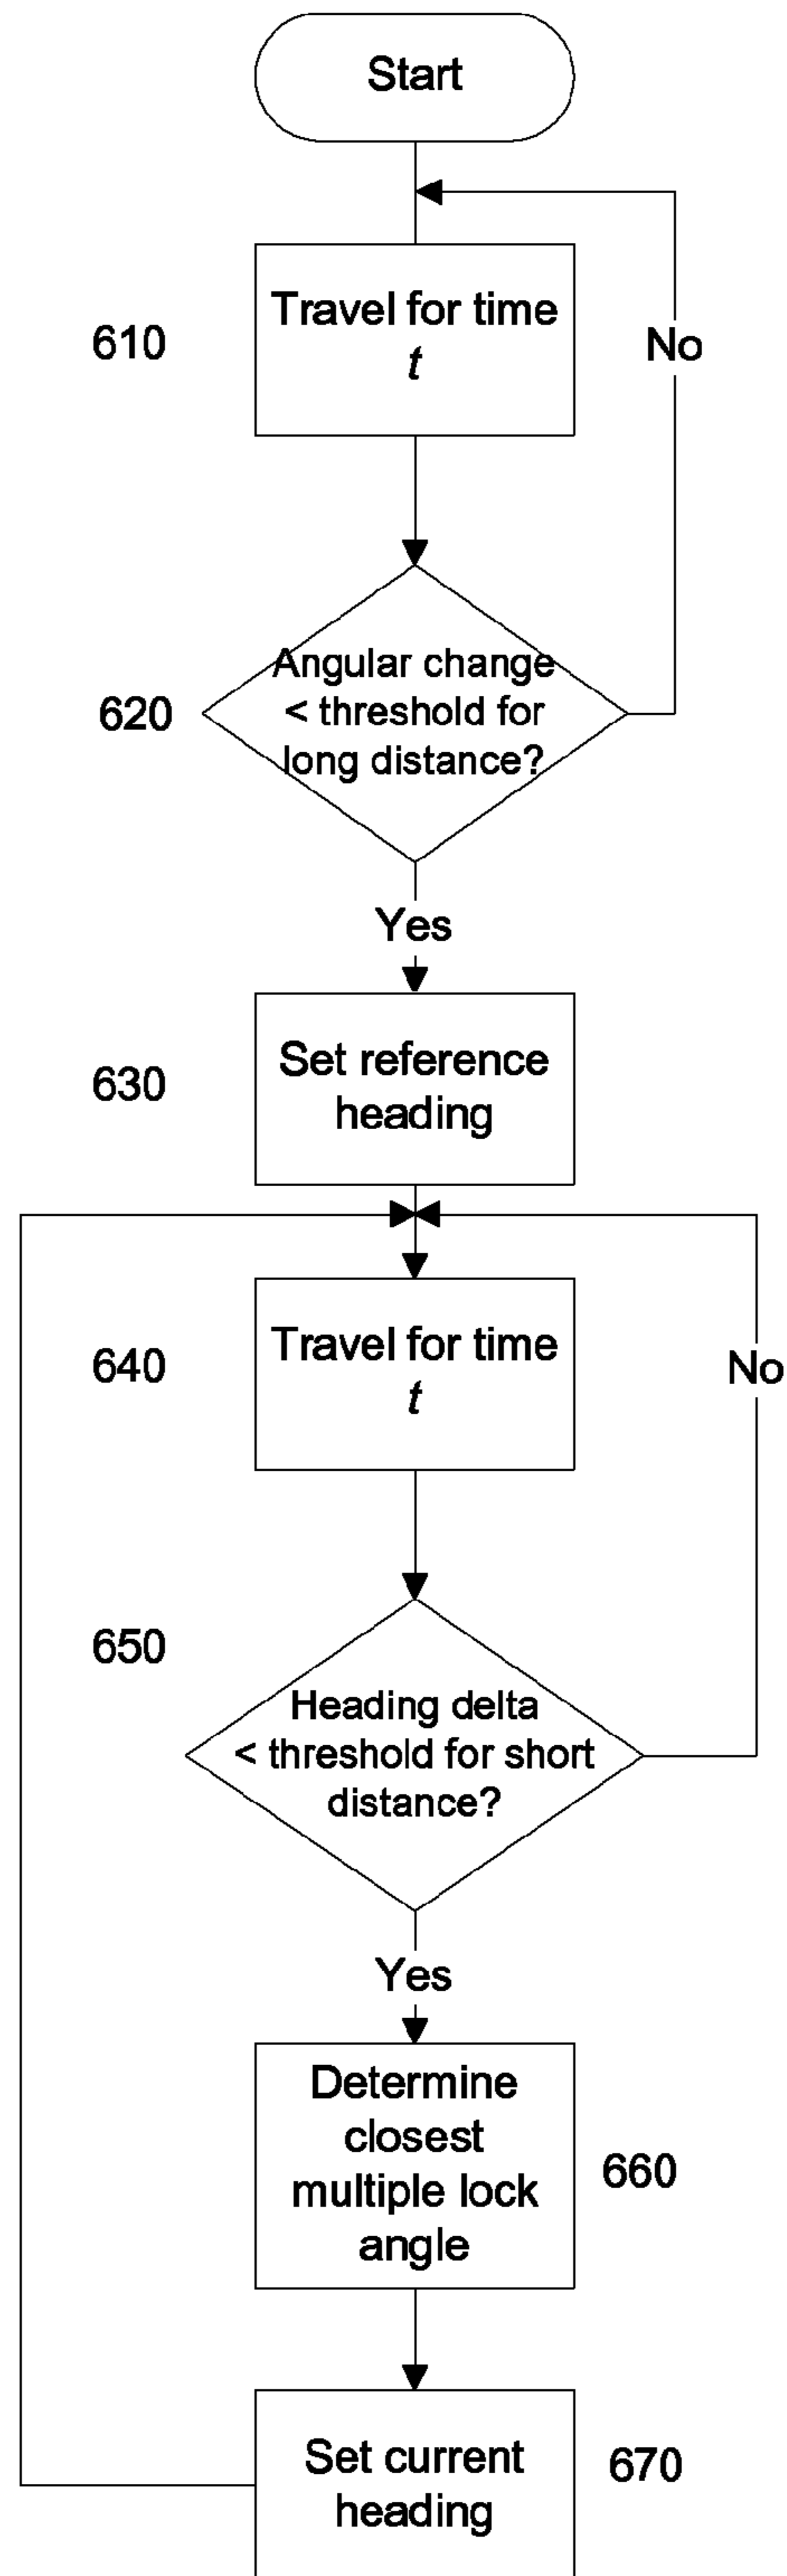 Start
610
Travel for time
t
No
620
Angular change
< threshold for
long distance?
Yes
630
Set reference
heading
640
Travel for time
t
No
650
Heading delta
< threshold for short
distance?
Yes
Determine
closest
multiple lock
angle
660
Set current
heading
670